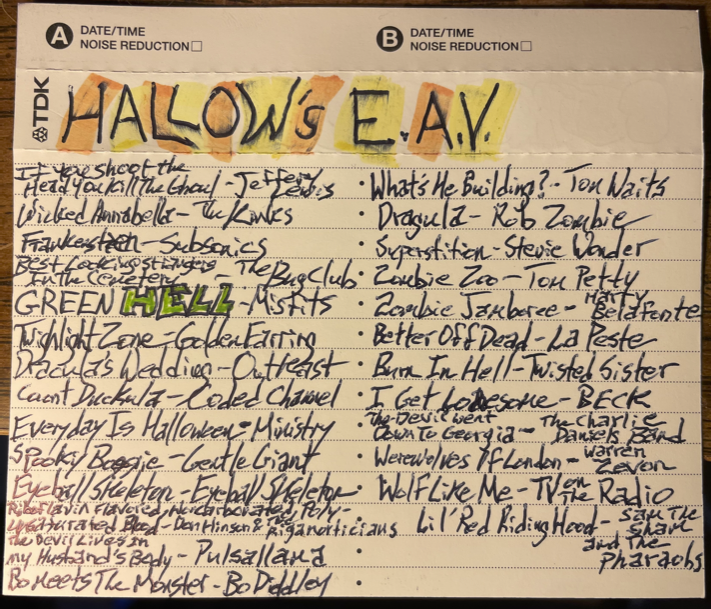 A DATE/TIME
NOISE REDUCTION
B DATE/TIME
NOISE REDUCTION
TDK
HALLOW's E.A.V.
If you shoot the
Head You Kill The Ghoul - Jeffery Lewis
Wicked Annabella - The Kinks
Frankenstein - Subsonics
Best Looking Strangers
In the Cemetery - The Bug Club
GREEN HELL - Misfits
Twighlight Zone - Golden Earring
Dracula's Wedding - Outkast
Count Duckula - Coded Channel
Everyday Is Halloween - Ministry
Spooky Boogie - Gentle Giant
Eyeball Skeleton - Eyeball Skeleton
Riboflavin Flavored, Noncarbonated, Poly-
unsaturated Blood - Don Hinson & The Rigamorticians
The Devil Lives In
my Husband's Body - Pulsallama
Bo Meets The Monster - Bo Diddley
• What's He Building? - Tom Waits
• Dragula - Rob Zombie
• Superstition - Stevie Wonder
• Zombie Zoo - Tom Petty
• Zombie Jamboree - Harry Belafonte
• Better Off Dead - La Peste
• Burn In Hell - Twisted Sister
• I Get Lonesome - BECK
The Devil Went
Down To Georgia - The Charlie Daniels Band
• Werewolves Of London - Warren Zevon
• Wolf Like Me - TV on The Radio
Lil' Red Riding Hood - Sam The Sham
and The
Pharaohs